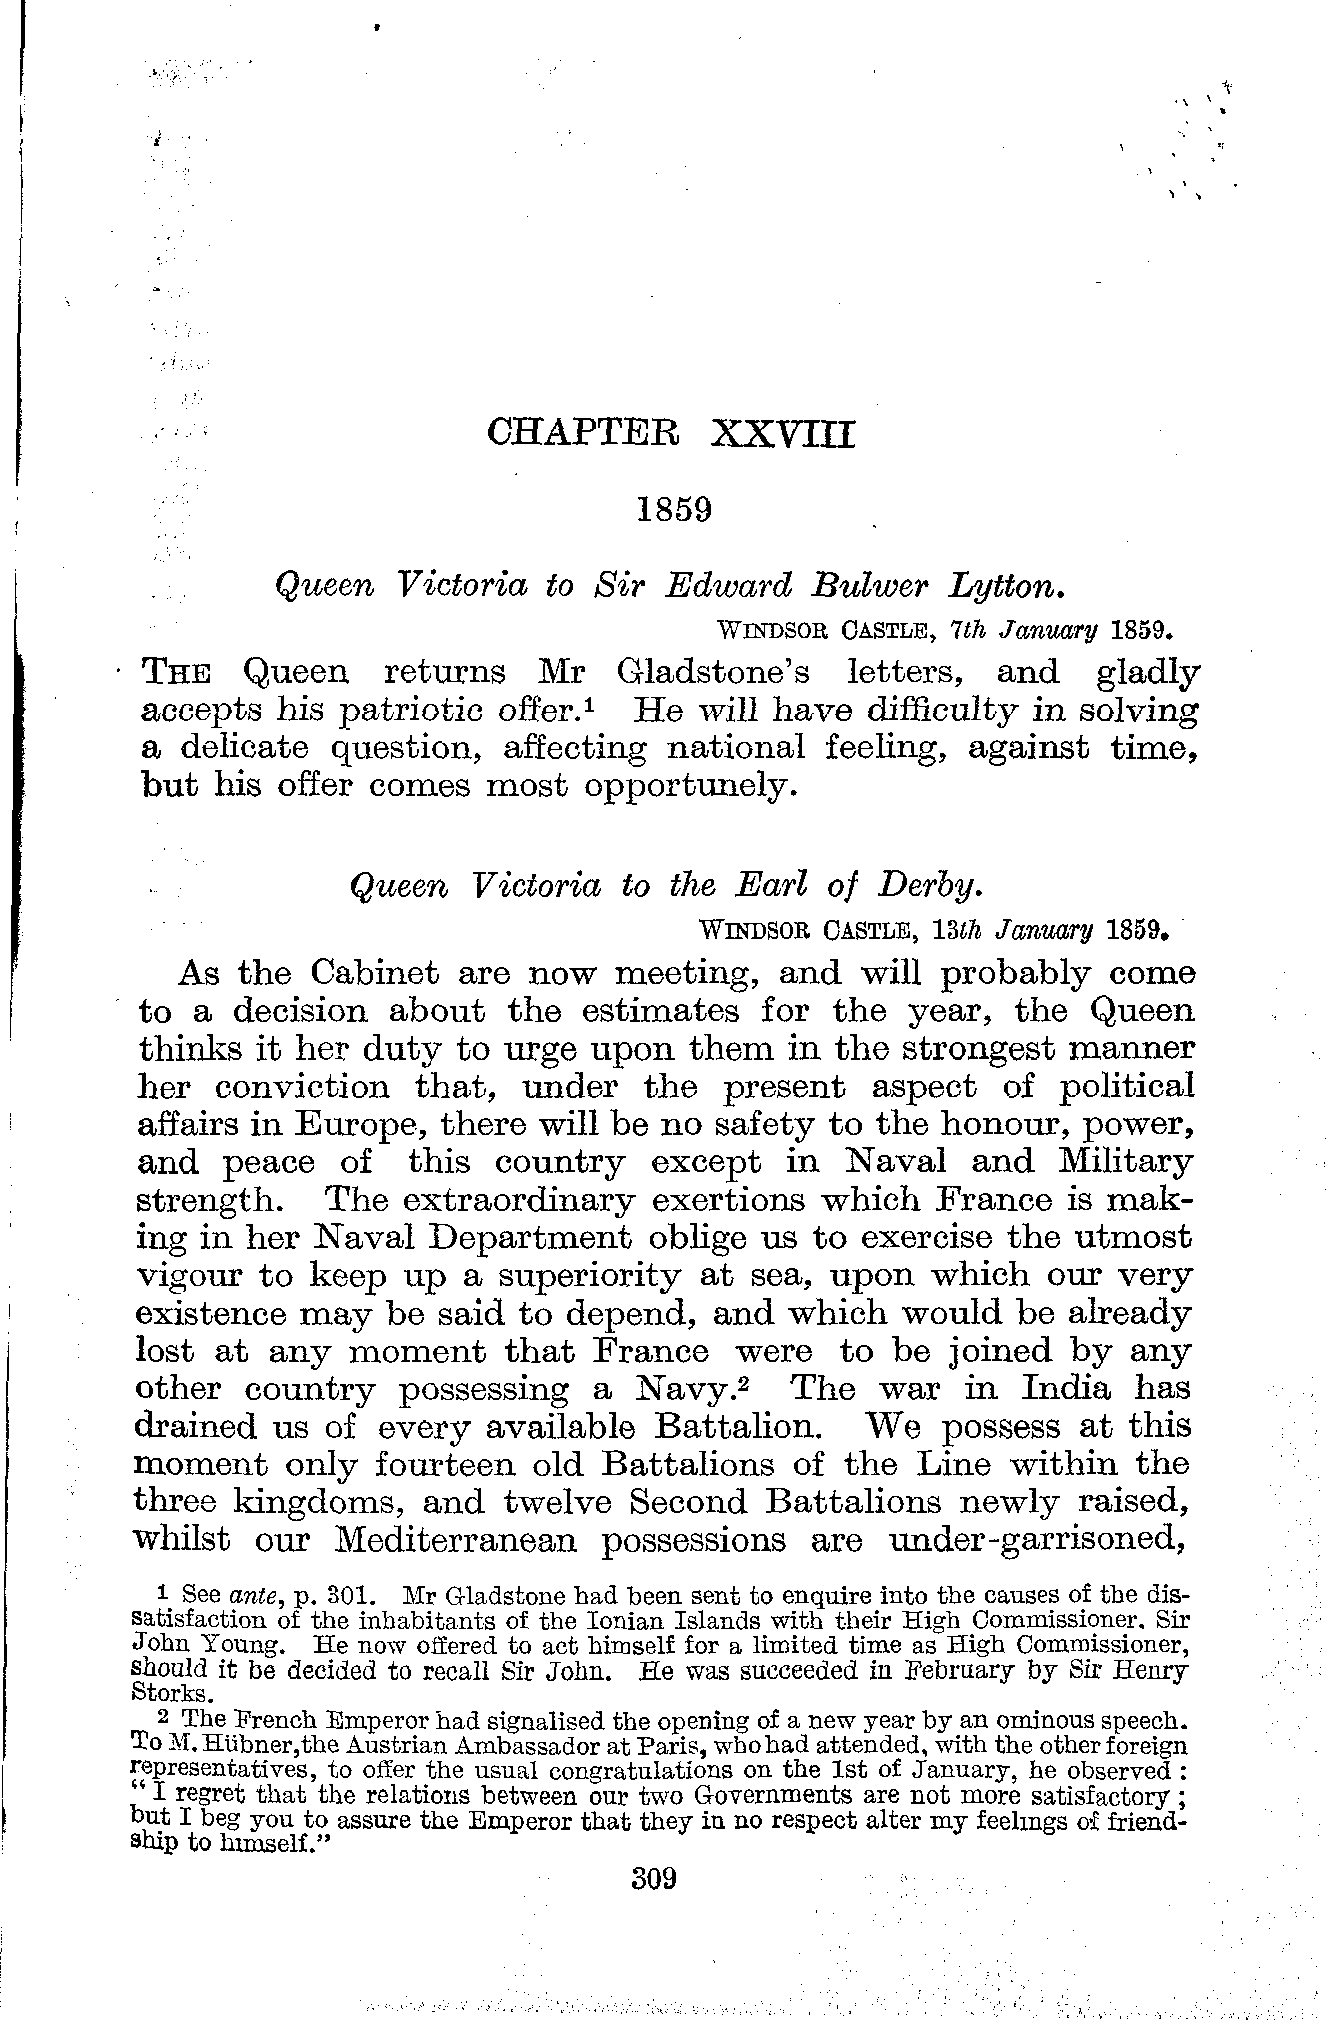 CHAPTER XXVIII
1859
Queen Victoria to Sir Edward Bulwer Lytton.
WINDSOR CASTLE, 7th January 1859.
THE Queen returns Mr Gladstone's letters, and gladly
accepts his patriotic offer.¹ He will have difficulty in solving
a delicate question, affecting national feeling, against time,
but his offer comes most opportunely.
Queen Victoria to the Earl of Derby.
WINDSOR CASTLE, 13th January 1859.
As the Cabinet are now meeting, and will probably come
to a decision about the estimates for the year, the Queen
thinks it her duty to urge upon them in the strongest manner
her conviction that, under the present aspect of political
affairs in Europe, there will be no safety to the honour, power,
and peace of this country except in Naval and Military
strength. The extraordinary exertions which France is mak-
ing in her Naval Department oblige us to exercise the utmost
vigour to keep up a superiority at sea, upon which our very
existence may be said to depend, and which would be already
lost at any moment that France were to be joined by any
other country possessing a Navy.² The war in India has
drained us of every available Battalion. We possess at this
moment only fourteen old Battalions of the Line within the
three kingdoms, and twelve Second Battalions newly raised,
whilst our Mediterranean possessions are under-garrisoned,
1 See ante, p. 301. Mr Gladstone had been sent to enquire into the causes of the dis-
satisfaction of the inhabitants of the Ionian Islands with their High Commissioner. Sir
John Young. He now offered to act himself for a limited time as High Commissioner,
should it be decided to recall Sir John. He was succeeded in February by Sir Henry
Storks.
2 The French Emperor had signalised the opening of a new year by an ominous speech.
To M. Hübner, the Austrian Ambassador at Paris, who had attended, with the other foreign
representatives, to offer the usual congratulations on the 1st of January, he observed :
"I regret that the relations between our two Governments are not more satisfactory ;
but I beg you to assure the Emperor that they in no respect alter my feelings of friend-
ship to himself."
309